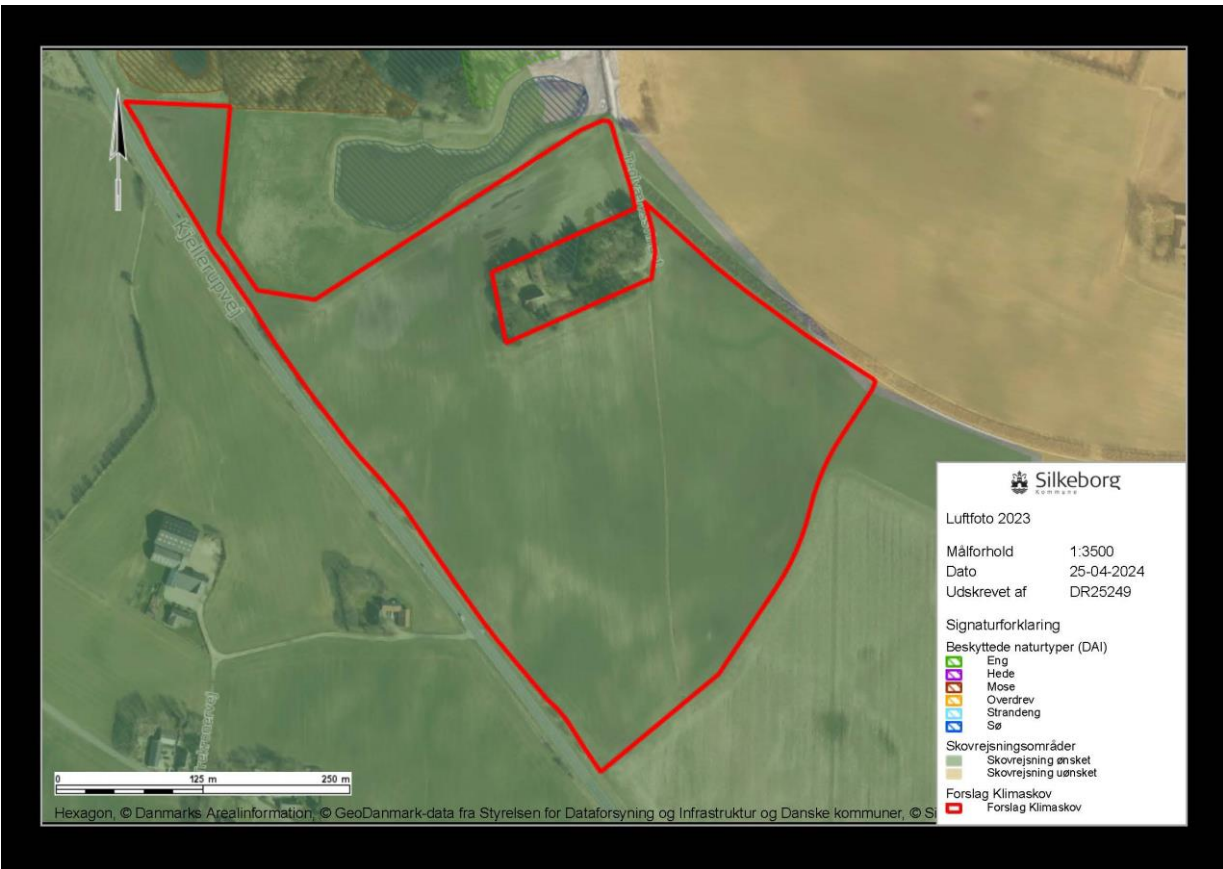 Kjellerupvej
0 125 m 250 m
Hexagon, © Danmarks Arealinformation, © GeoDanmark-data fra Styrelsen for Dataforsyning og Infrastruktur og Danske kommuner, © Si
Silkeborg
Kommune
Luftfoto 2023
Målforhold 1:3500
Dato 25-04-2024
Udskrevet af DR25249
Signaturforklaring
Beskyttede naturtyper (DAI)
Eng
Hede
Mose
Overdrev
Strandeng
Sø
Skovrejsningsområder
Skovrejsning ønsket
Skovrejsning uønsket
Forslag Klimaskov
Forslag Klimaskov